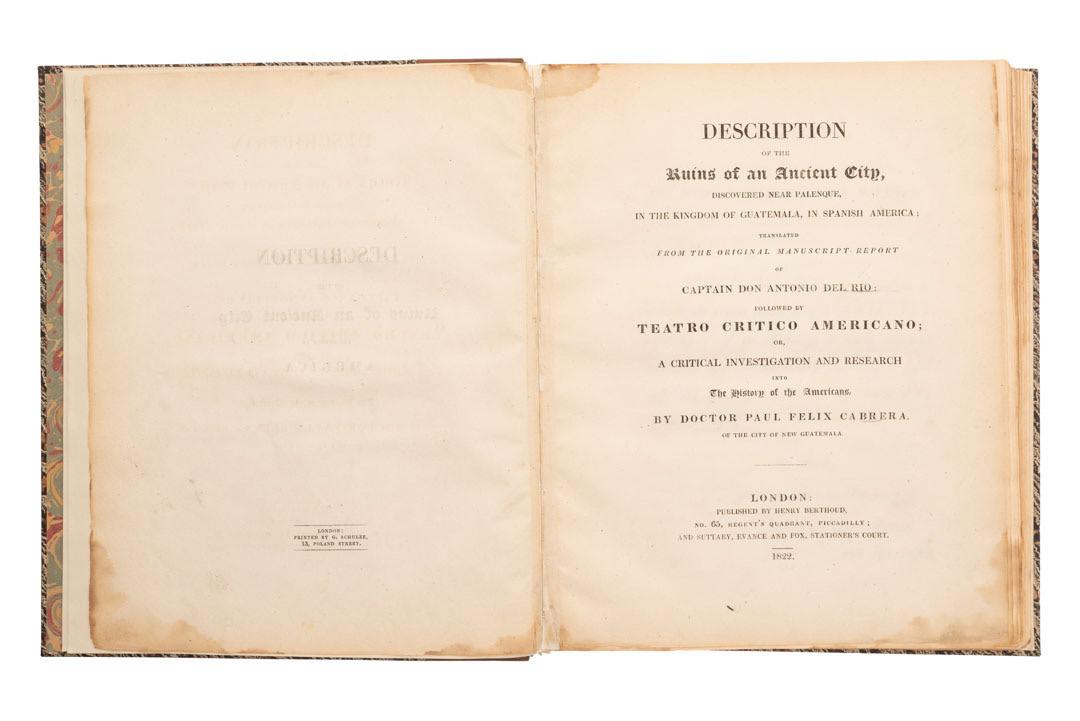 LONDON:
PRINTED BY G. SCHULZE,
13, POLAND STREET.
DESCRIPTION
OF THE
Ruins of an Ancient City,
DISCOVERED NEAR PALENQUE,
IN THE KINGDOM OF GUATEMALA, IN SPANISH AMERICA:
TRANSLATED
FROM THE ORIGINAL MANUSCRIPT REPORT
OF
CAPTAIN DON ANTONIO DEL RIO:
FOLLOWED BY
TEATRO CRITICO AMERICANO;
OR,
A CRITICAL INVESTIGATION AND RESEARCH
INTO
The History of the Americans,
BY DOCTOR PAUL FELIX CABRERA,
OF THE CITY OF NEW GUATEMALA.
LONDON:
PUBLISHED BY HENRY BERTHOUD,
NO. 65, REGENT'S QUADRANT, PICCADILLY;
AND SUTTABY, EVANCE AND FOX, STATIONER'S COURT.
1822.